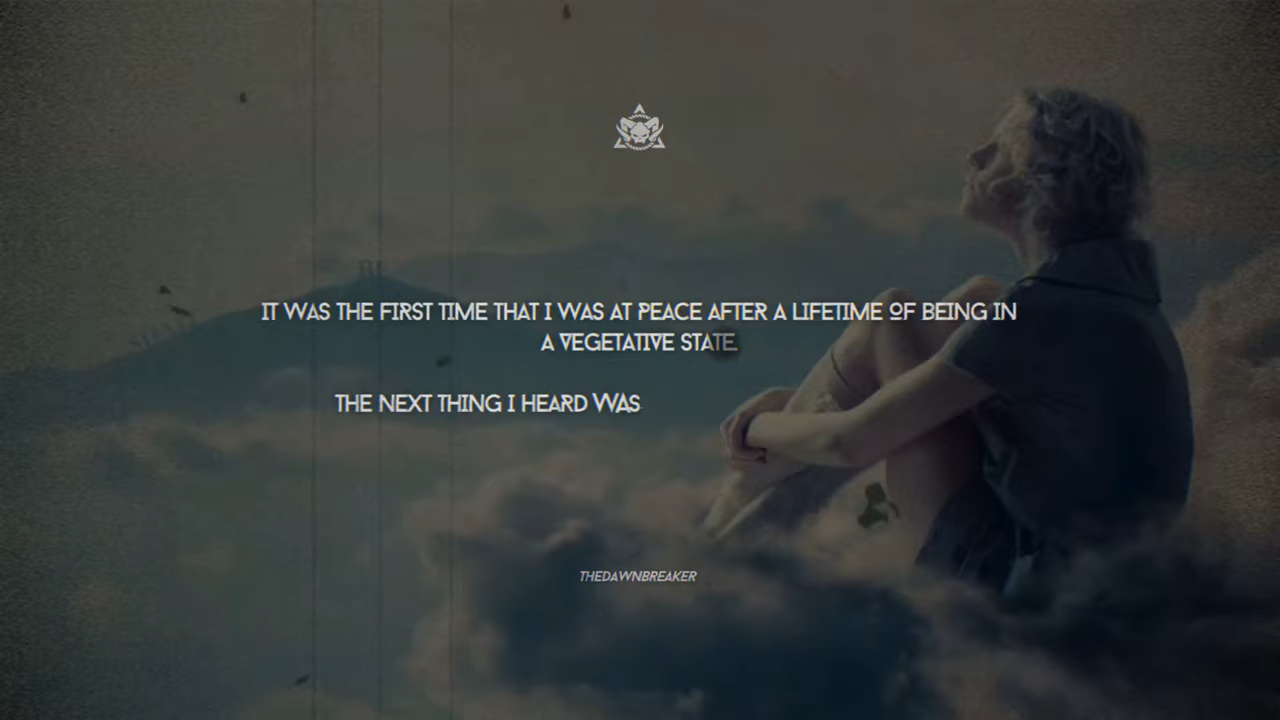 IT WAS THE FIRST TIME THAT I WAS AT PEACE AFTER A LIFETIME OF BEING IN
A VEGETATIVE STATE.
THE NEXT THING I HEARD WAS
THEDAWNBREAKER